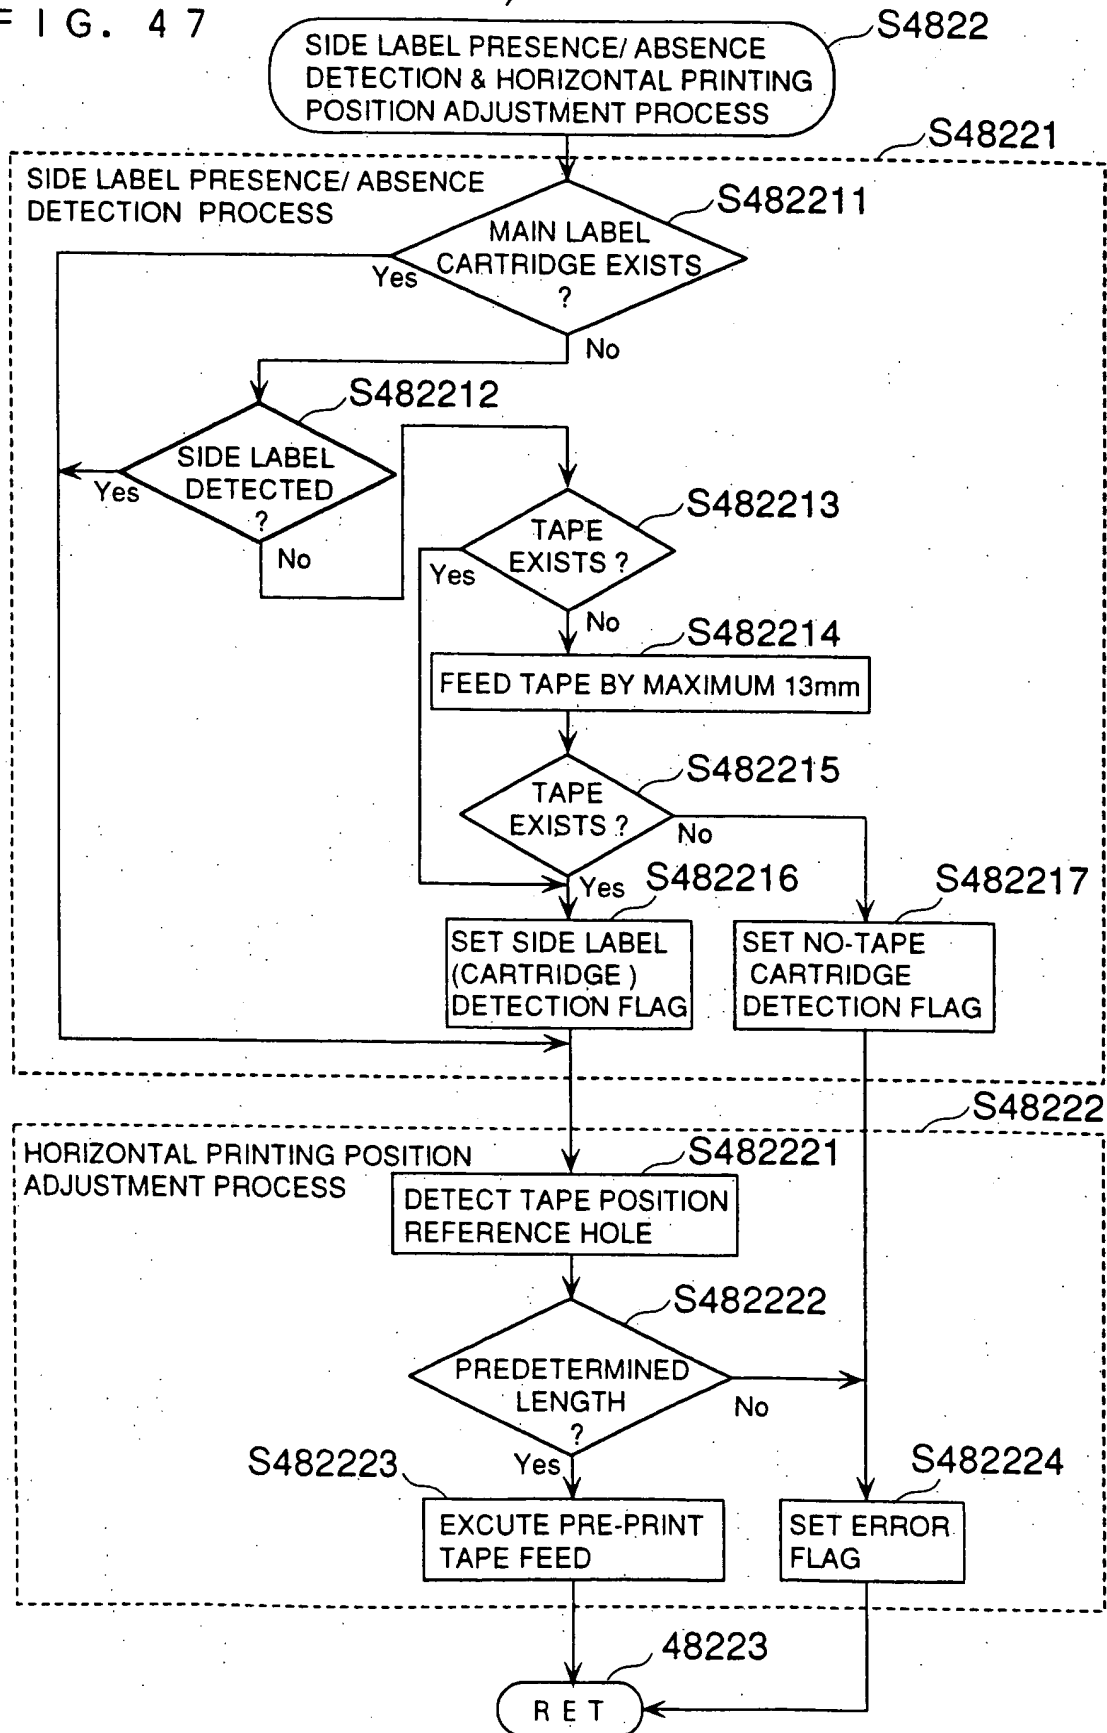 FIG. 47
S4822
SIDE LABEL PRESENCE/ ABSENCE
DETECTION & HORIZONTAL PRINTING
POSITION ADJUSTMENT PROCESS
S48221
SIDE LABEL PRESENCE/ ABSENCE
DETECTION PROCESS
S482211
MAIN LABEL
CARTRIDGE EXISTS
?
Yes
No
S482212
SIDE LABEL
DETECTED
?
Yes
No
S482213
TAPE
EXISTS ?
Yes
No
S482214
FEED TAPE BY MAXIMUM 13mm
S482215
TAPE
EXISTS ?
No
Yes
S482216
S482217
SET SIDE LABEL
(CARTRIDGE )
DETECTION FLAG
SET NO-TAPE
CARTRIDGE
DETECTION FLAG
S48222
HORIZONTAL PRINTING POSITION
ADJUSTMENT PROCESS
S482221
DETECT TAPE POSITION
REFERENCE HOLE
S482222
PREDETERMINED
LENGTH
?
No
Yes
S482223
S482224
EXCUTE PRE-PRINT
TAPE FEED
SET ERROR
FLAG
48223
RET